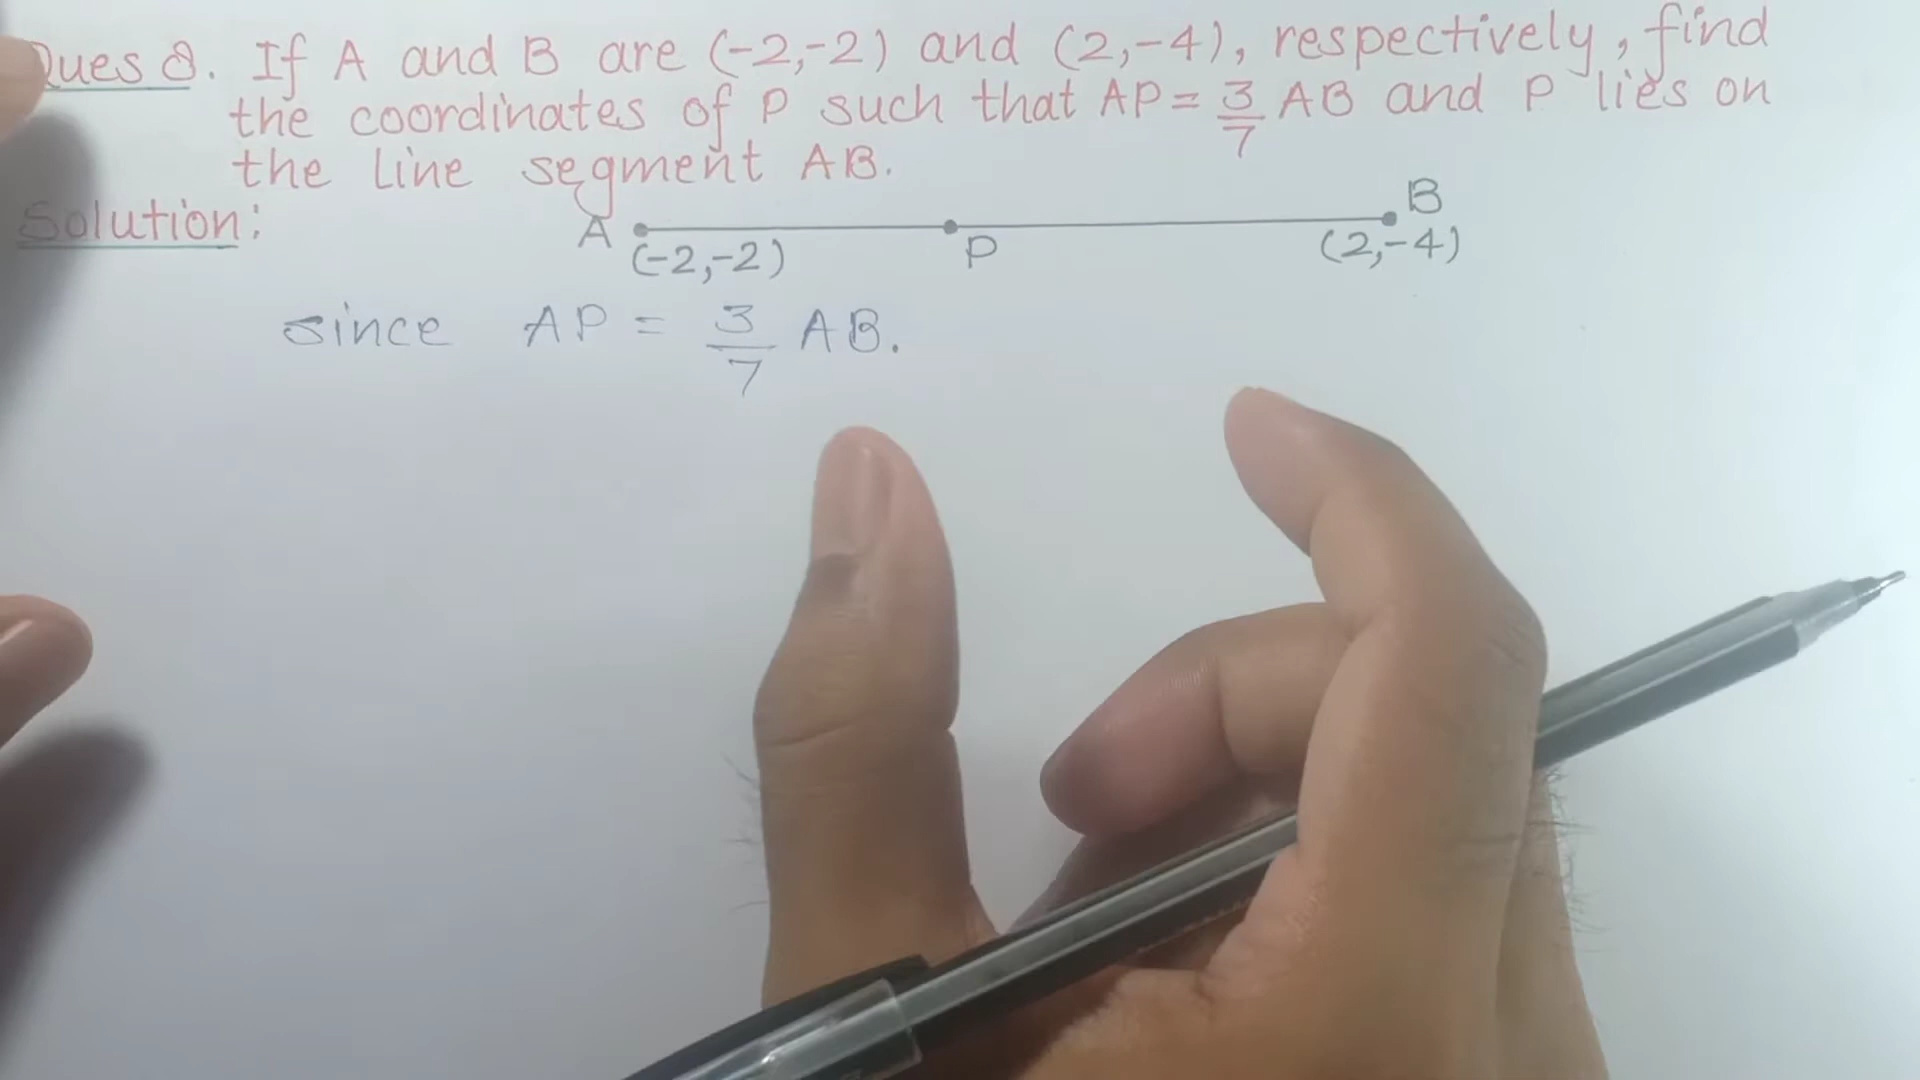 Ques 8. If A and B are (-2,-2) and (2,-4), respectively, find
the coordinates of P such that AP = 3/7 AB and P lies on
the line segment AB.
Solution:
A B
(-2,-2) P (2,-4)
since AP = 3/7 AB.